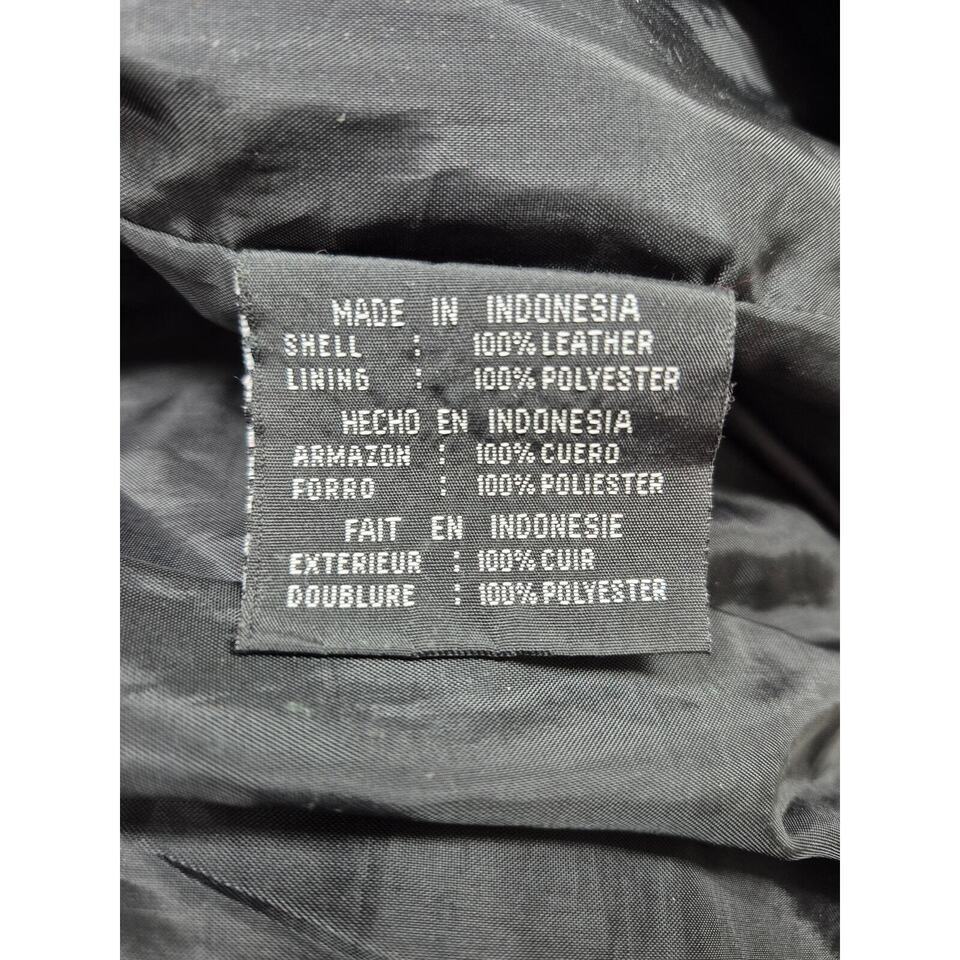 MADE IN INDONESIA
SHELL : 100% LEATHER
LINING : 100% POLYESTER
HECHO EN INDONESIA
ARMAZON : 100% CUERO
FORRO : 100% POLIESTER
FAIT EN INDONESIE
EXTERIEUR : 100% CUIR
DOUBLURE : 100% POLYESTER